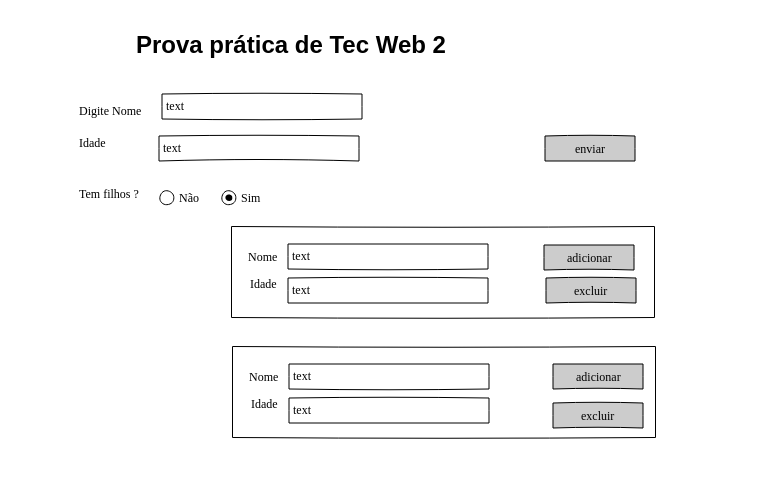 Prova prática de Tec Web 2
Digite Nome text
Idade text enviar
Tem filhos ? Não Sim
Nome text adicionar
Idade text excluir
Nome text adicionar
Idade text excluir